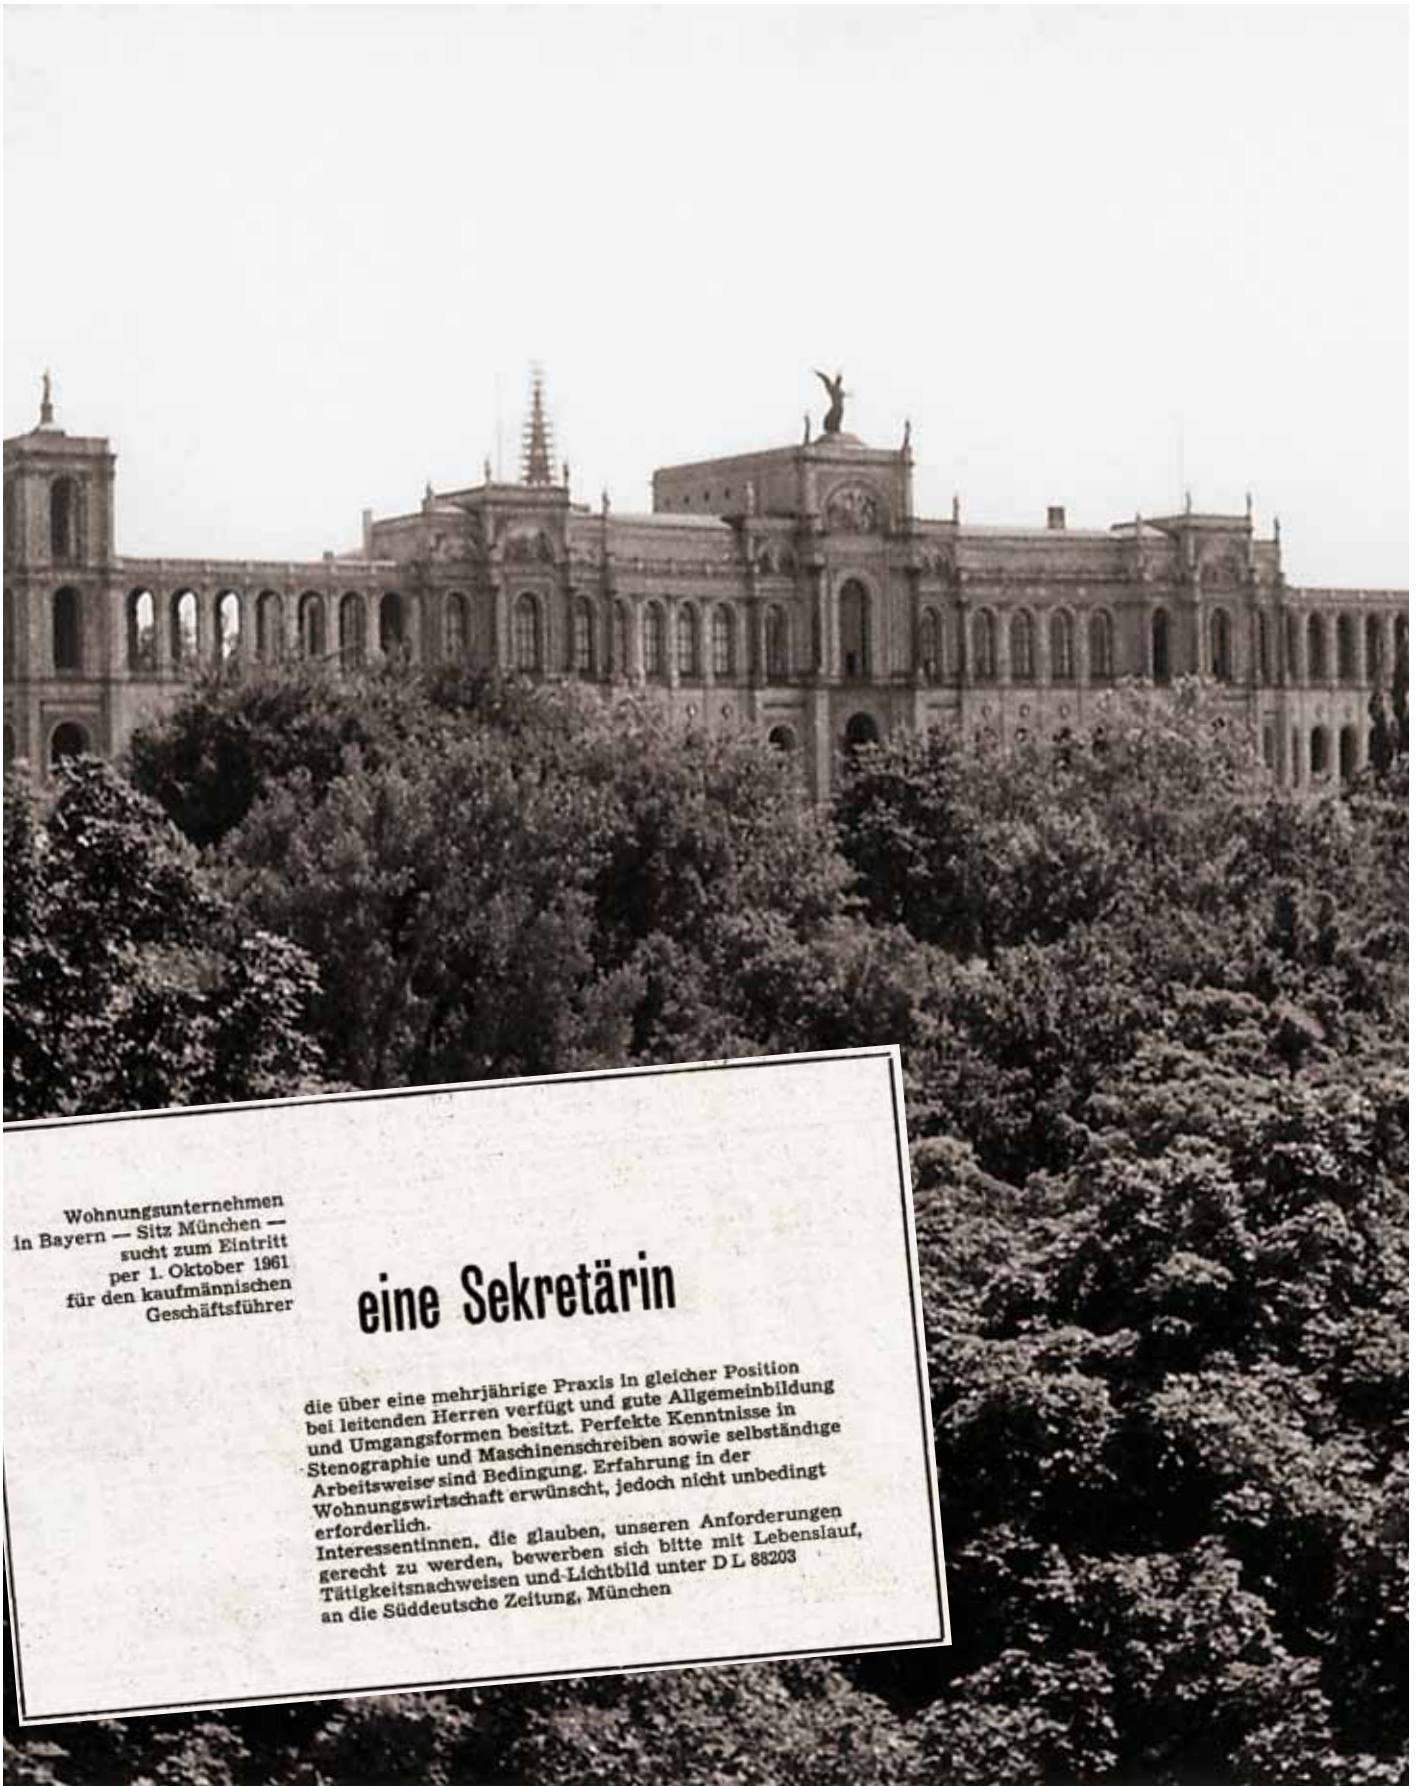 Wohnungsunternehmen
in Bayern — Sitz München —
sucht zum Eintritt
per 1. Oktober 1961
für den kaufmännischen
Geschäftsführer
eine Sekretärin
die über eine mehrjährige Praxis in gleicher Position
bei leitenden Herren verfügt und gute Allgemeinbildung
und Umgangsformen besitzt. Perfekte Kenntnisse in
Stenographie und Maschinenschreiben sowie selbständige
Arbeitsweise sind Bedingung. Erfahrung in der
Wohnungswirtschaft erwünscht, jedoch nicht unbedingt
erforderlich.
Interessentinnen, die glauben, unseren Anforderungen
gerecht zu werden, bewerben sich bitte mit Lebenslauf,
Tätigkeitsnachweisen und Lichtbild unter D L 88203
an die Süddeutsche Zeitung, München